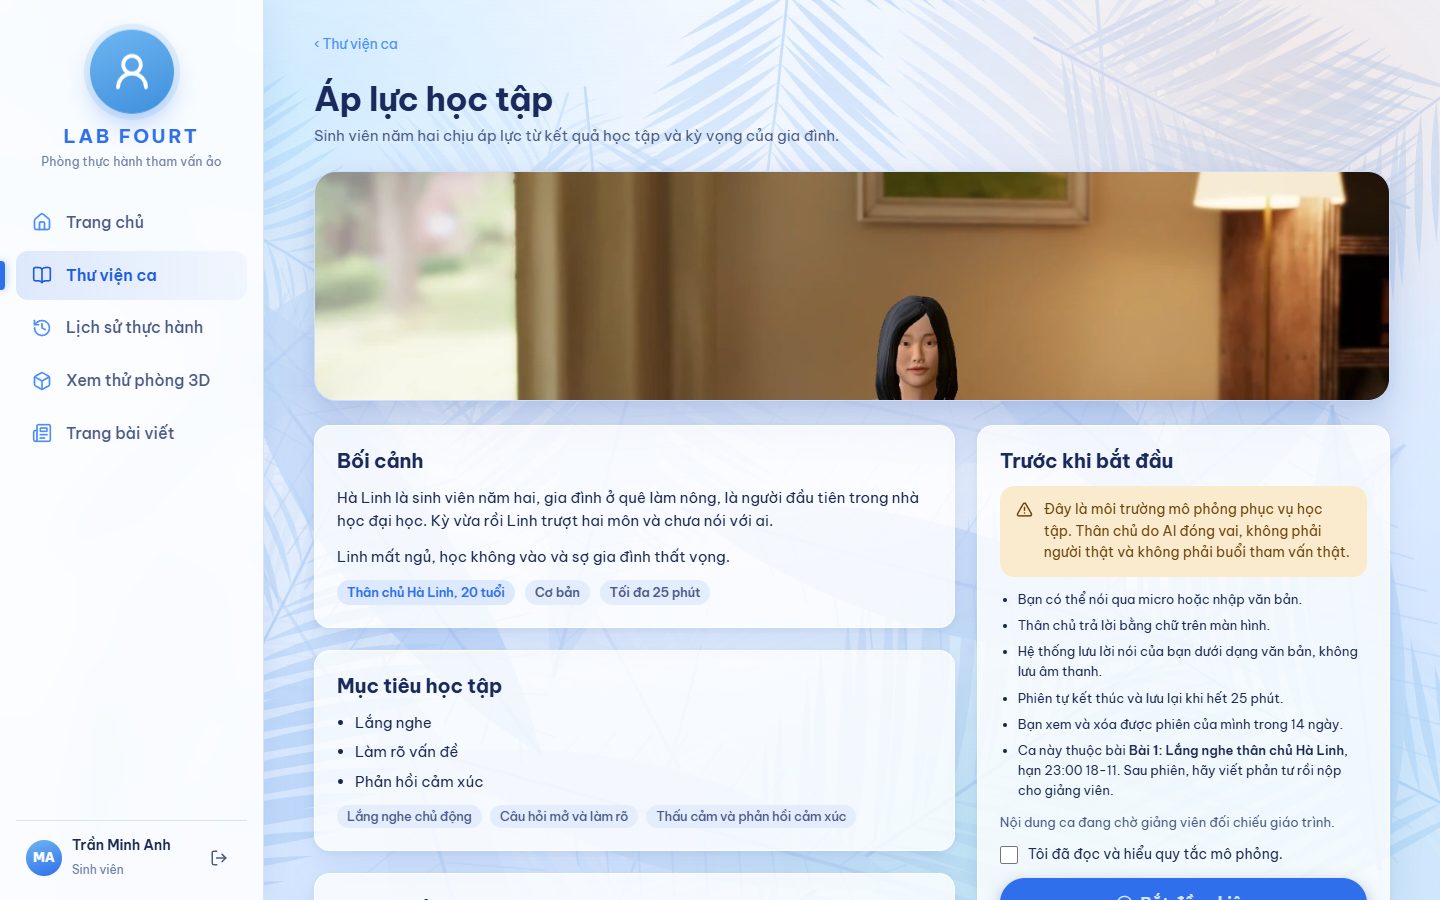 LAB FOURT
Phòng thực hành tham vấn ảo
Trang chủ
Thư viện ca
Lịch sử thực hành
Xem thử phòng 3D
Trang bài viết
MA
Trần Minh Anh
Sinh viên
‹ Thư viện ca
Áp lực học tập
Sinh viên năm hai chịu áp lực từ kết quả học tập và kỳ vọng của gia đình.
Bối cảnh
Hà Linh là sinh viên năm hai, gia đình ở quê làm nông, là người đầu tiên trong nhà
học đại học. Kỳ vừa rồi Linh trượt hai môn và chưa nói với ai.
Linh mất ngủ, học không vào và sợ gia đình thất vọng.
Thân chủ Hà Linh, 20 tuổi
Cơ bản
Tối đa 25 phút
Mục tiêu học tập
Lắng nghe
Làm rõ vấn đề
Phản hồi cảm xúc
Lắng nghe chủ động
Câu hỏi mở và làm rõ
Thấu cảm và phản hồi cảm xúc
Trước khi bắt đầu
Đây là môi trường mô phỏng phục vụ học
tập. Thân chủ do AI đóng vai, không phải
người thật và không phải buổi tham vấn thật.
Bạn có thể nói qua micro hoặc nhập văn bản.
Thân chủ trả lời bằng chữ trên màn hình.
Hệ thống lưu lời nói của bạn dưới dạng văn bản, không
lưu âm thanh.
Phiên tự kết thúc và lưu lại khi hết 25 phút.
Bạn xem và xóa được phiên của mình trong 14 ngày.
Ca này thuộc bài Bài 1: Lắng nghe thân chủ Hà Linh,
hạn 23:00 18-11. Sau phiên, hãy viết phản tư rồi nộp
cho giảng viên.
Nội dung ca đang chờ giảng viên đối chiếu giáo trình.
Tôi đã đọc và hiểu quy tắc mô phỏng.